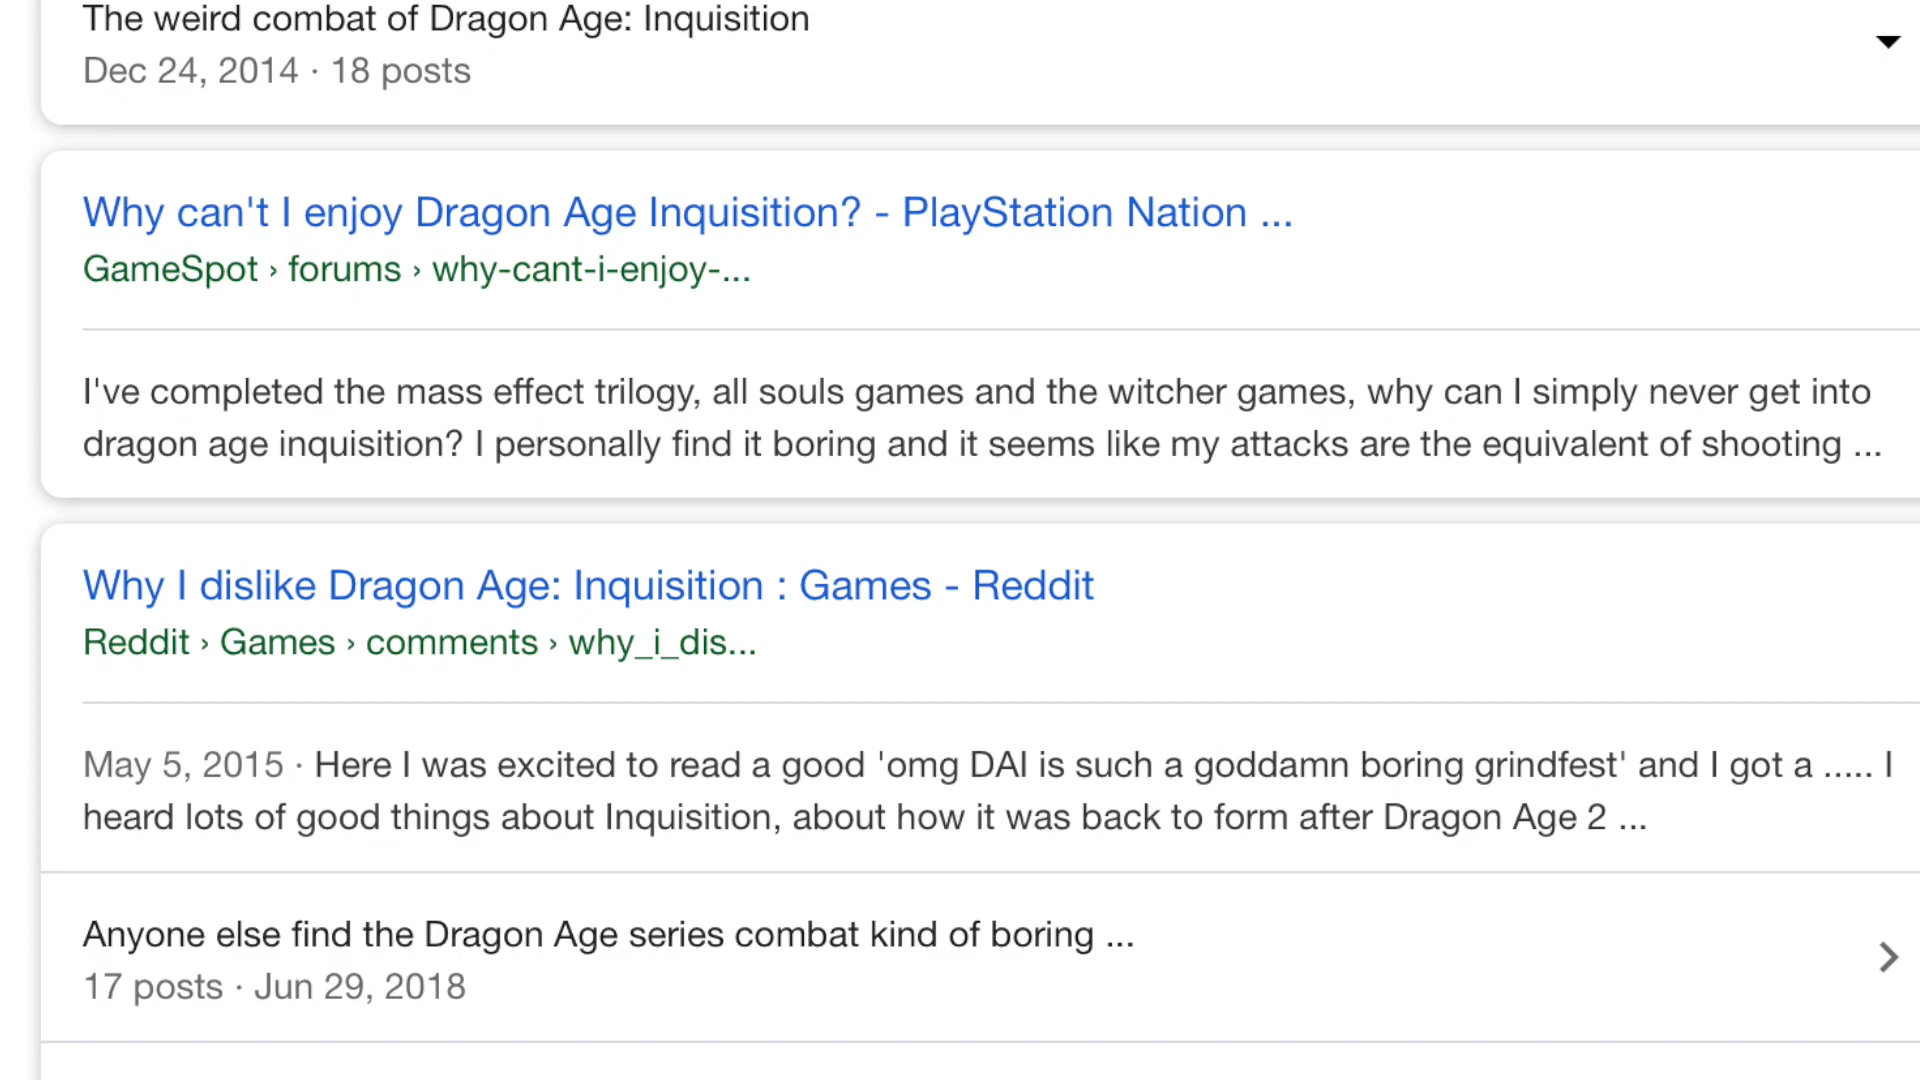 The weird combat of Dragon Age: Inquisition
Dec 24, 2014 · 18 posts
Why can't I enjoy Dragon Age Inquisition? - PlayStation Nation ...
GameSpot › forums › why-cant-i-enjoy-...
I've completed the mass effect trilogy, all souls games and the witcher games, why can I simply never get into
dragon age inquisition? I personally find it boring and it seems like my attacks are the equivalent of shooting ...
Why I dislike Dragon Age: Inquisition : Games - Reddit
Reddit › Games › comments › why_i_dis...
May 5, 2015 · Here I was excited to read a good 'omg DAI is such a goddamn boring grindfest' and I got a ..... I
heard lots of good things about Inquisition, about how it was back to form after Dragon Age 2 ...
Anyone else find the Dragon Age series combat kind of boring ...
17 posts · Jun 29, 2018